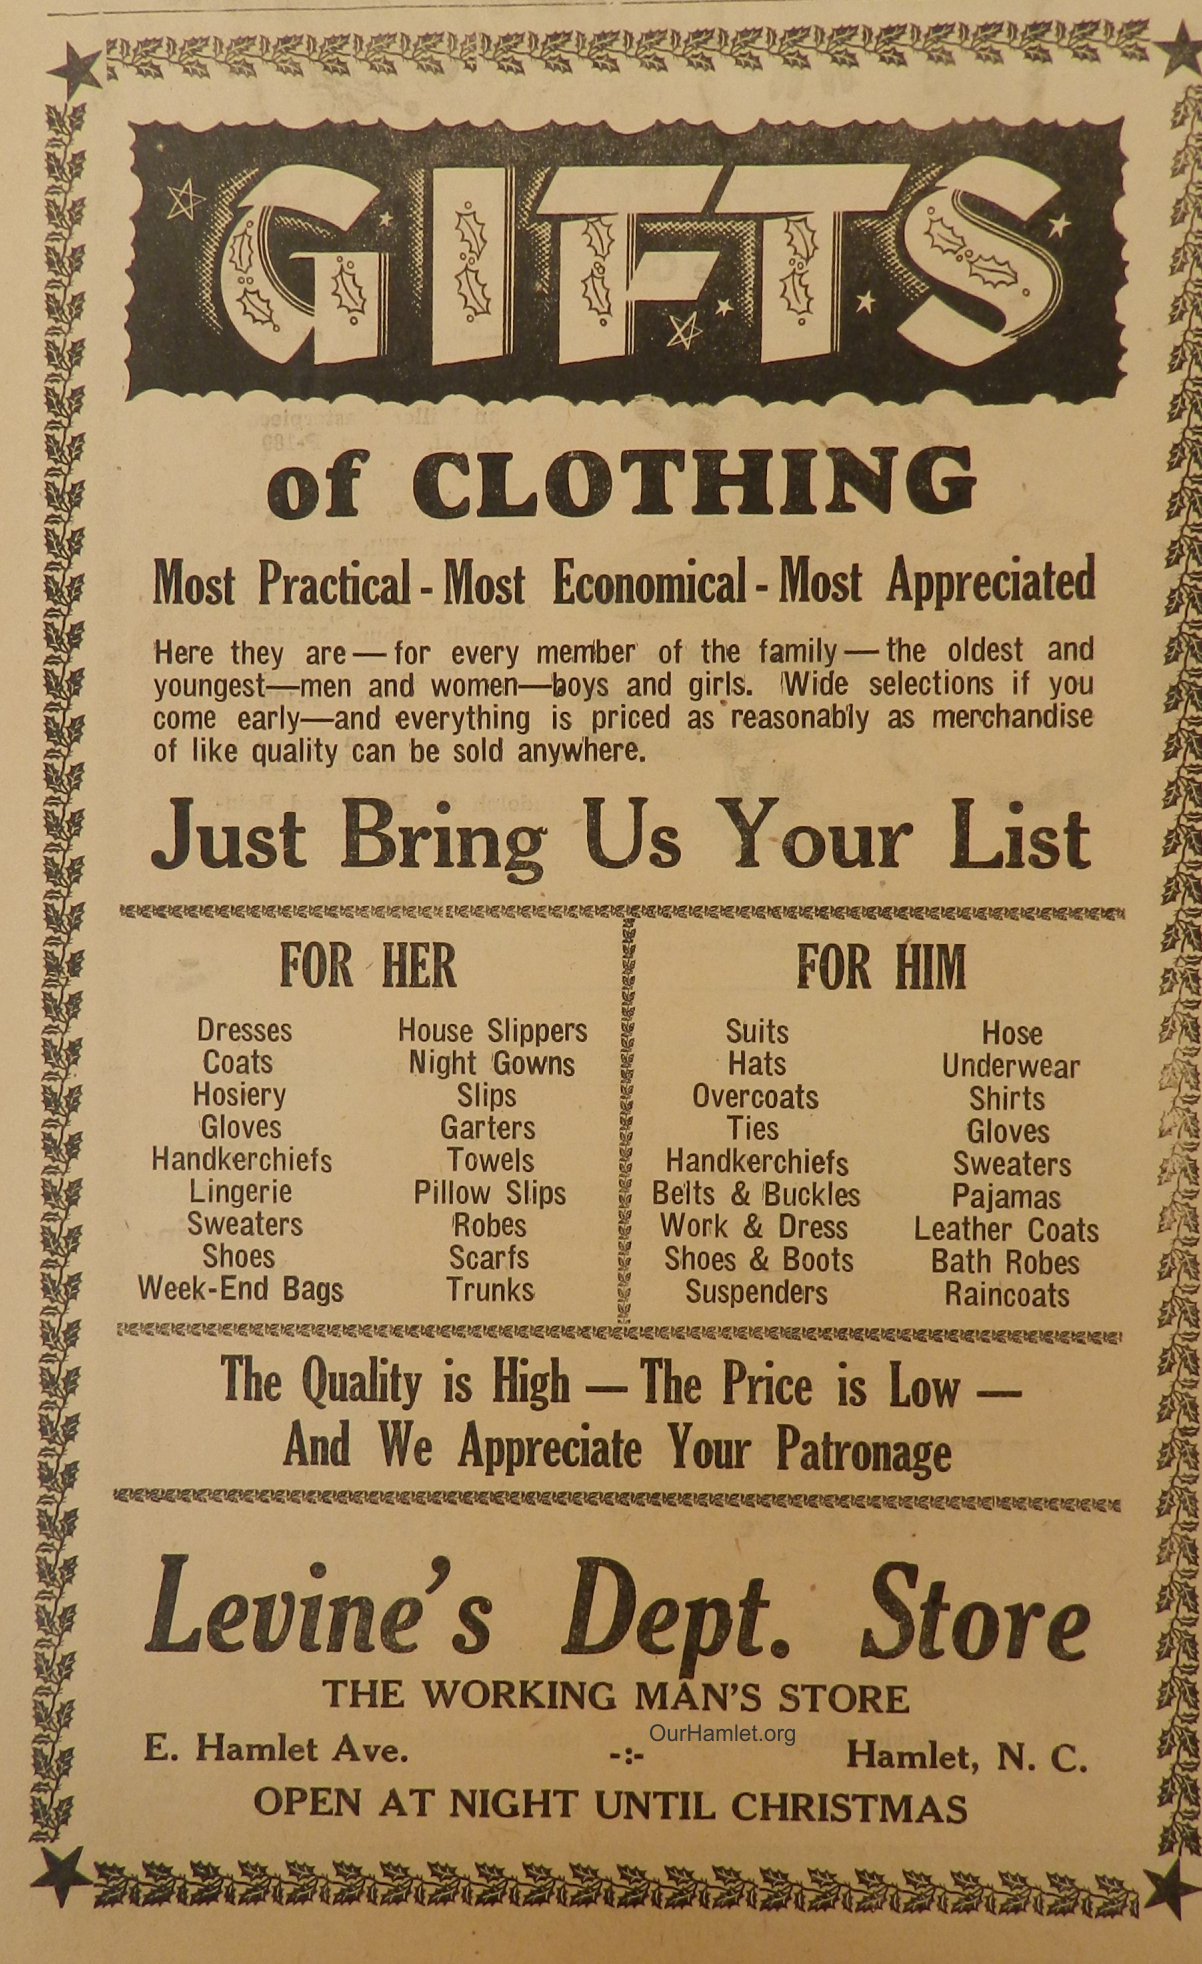 GIFTS
of CLOTHING
Most Practical - Most Economical - Most Appreciated
Here they are — for every member of the family — the oldest and
youngest—men and women—boys and girls. Wide selections if you
come early—and everything is priced as reasonably as merchandise
of like quality can be sold anywhere.
Just Bring Us Your List
FOR HER
Dresses
Coats
Hosiery
Gloves
Handkerchiefs
Lingerie
Sweaters
Shoes
Week-End Bags
House Slippers
Night Gowns
Slips
Garters
Towels
Pillow Slips
Robes
Scarfs
Trunks
FOR HIM
Suits
Hats
Overcoats
Ties
Handkerchiefs
Belts & Buckles
Work & Dress
Shoes & Boots
Suspenders
Hose
Underwear
Shirts
Gloves
Sweaters
Pajamas
Leather Coats
Bath Robes
Raincoats
The Quality is High — The Price is Low —
And We Appreciate Your Patronage
Levine's Dept. Store
THE WORKING MAN'S STORE
OurHamlet.org
E. Hamlet Ave. -:- Hamlet, N. C.
OPEN AT NIGHT UNTIL CHRISTMAS